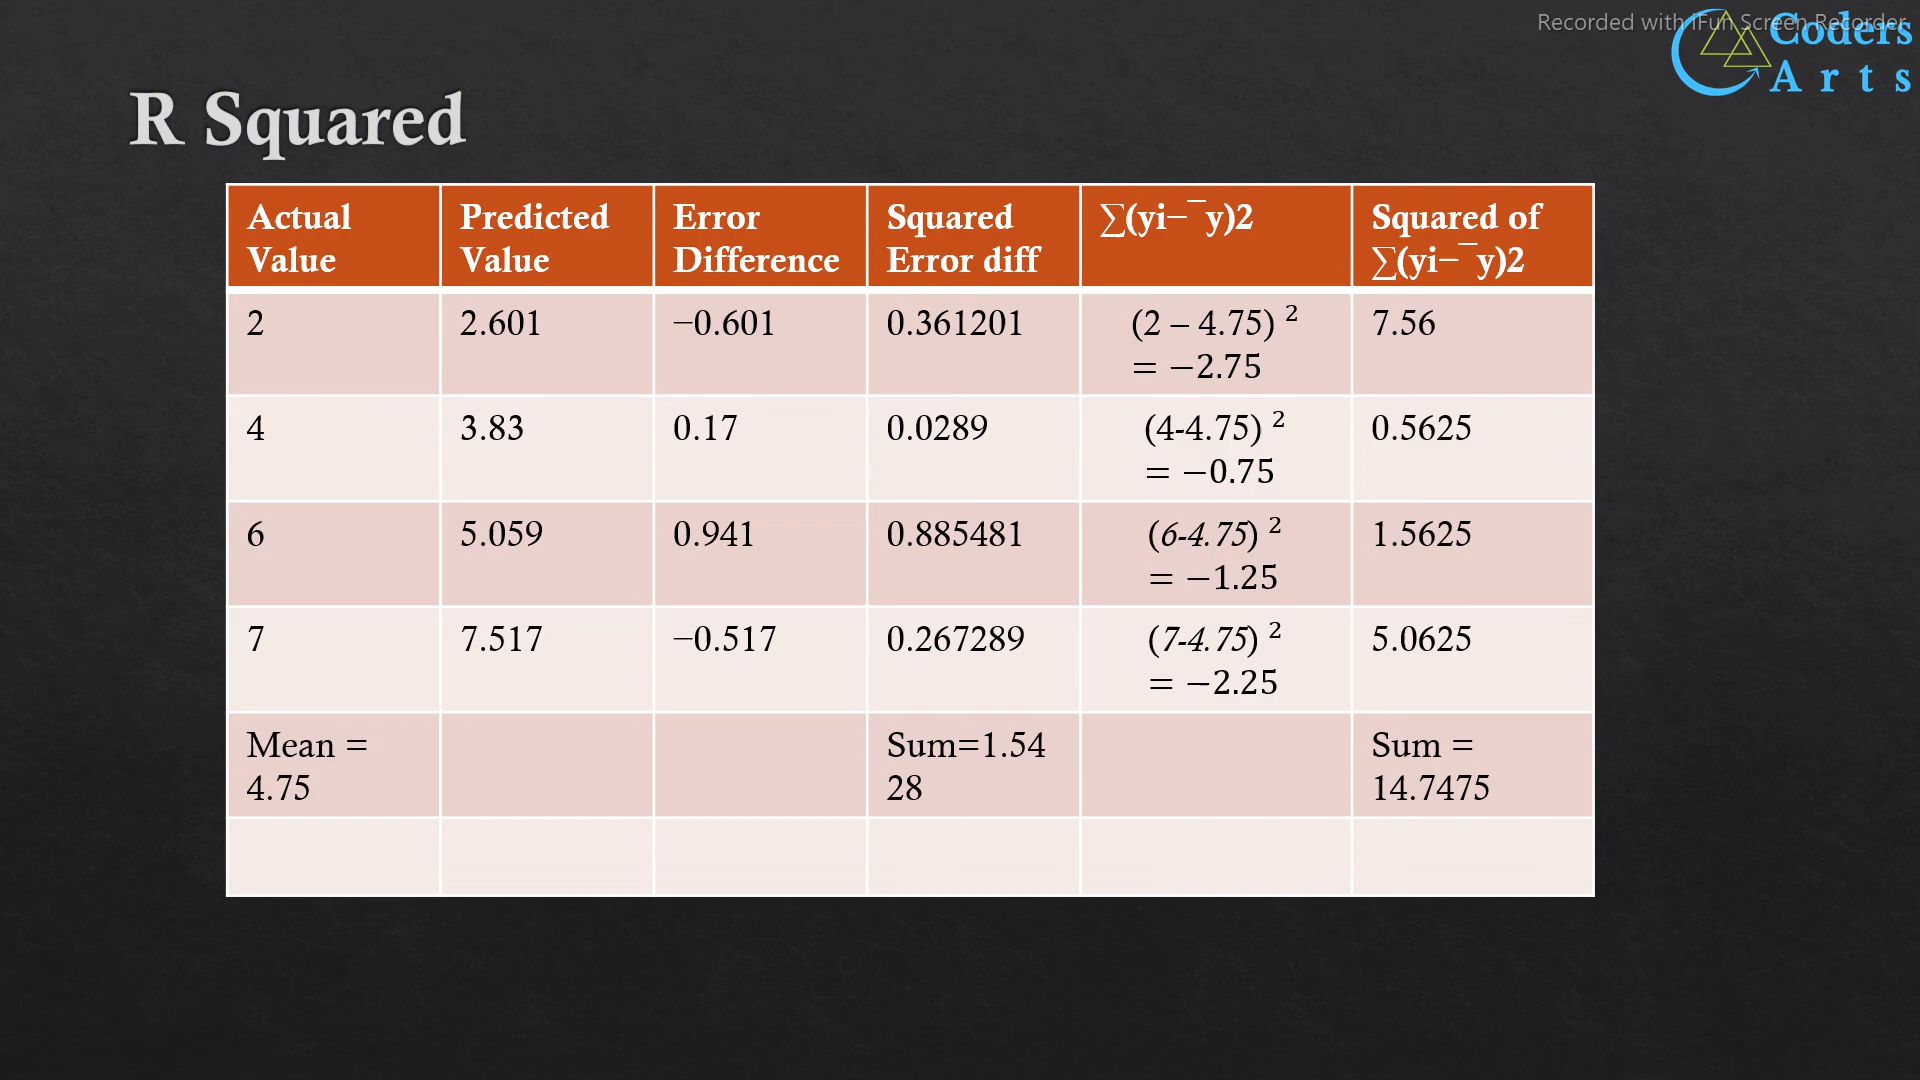 Recorded with iFun Screen Recorder
Coders
Arts
R Squared
Actual Value | Predicted Value | Error Difference | Squared Error diff | ∑(yi−¯y)2 | Squared of ∑(yi−¯y)2
2 | 2.601 | −0.601 | 0.361201 | (2 – 4.75) ² = −2.75 | 7.56
4 | 3.83 | 0.17 | 0.0289 | (4-4.75) ² = −0.75 | 0.5625
6 | 5.059 | 0.941 | 0.885481 | (6-4.75) ² = −1.25 | 1.5625
7 | 7.517 | −0.517 | 0.267289 | (7-4.75) ² = −2.25 | 5.0625
Mean = 4.75 | Sum=1.5428 | Sum = 14.7475